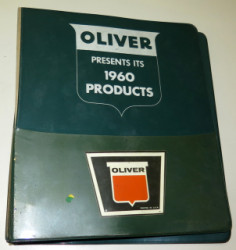 OLIVER
PRESENTS ITS
1960
PRODUCTS
OLIVER